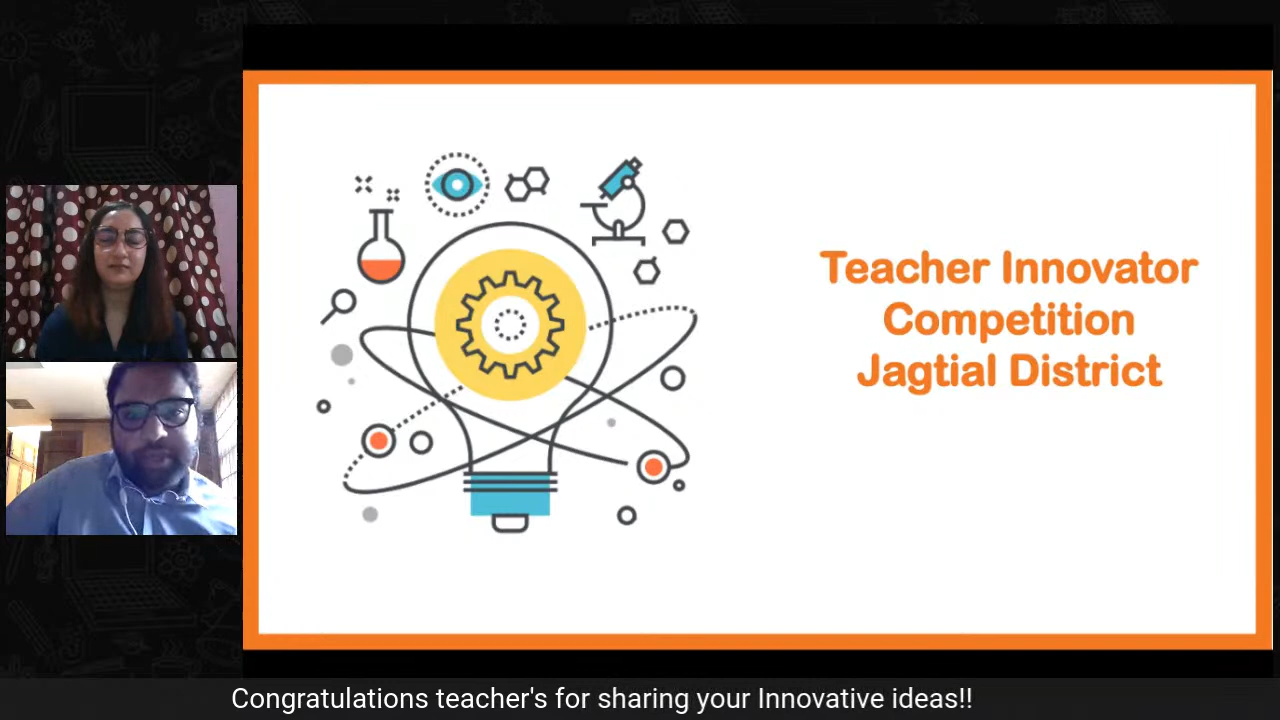 Teacher Innovator
Competition
Jagtial District
Congratulations teacher's for sharing your Innovative ideas!!